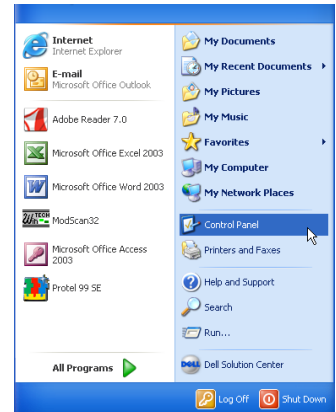 Internet
Internet Explorer
E-mail
Microsoft Office Outlook
Adobe Reader 7.0
Microsoft Office Excel 2003
Microsoft Office Word 2003
WinTECH
ModScan32
Microsoft Office Access
2003
Protel 99 SE
All Programs
My Documents
My Recent Documents
My Pictures
My Music
Favorites
My Computer
My Network Places
Control Panel
Printers and Faxes
Help and Support
Search
Run...
DELL
Dell Solution Center
Log Off
Shut Down